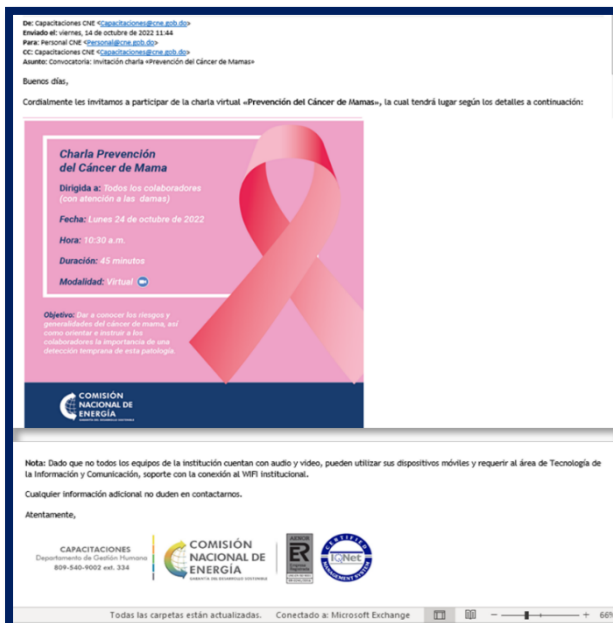 De: Capacitaciones CNE <Capacitaciones@cne.gob.do>
Enviado el: viernes, 14 de octubre de 2022 11:44
Para: Personal CNE <Personal@cne.gob.do>
CC: Capacitaciones CNE <Capacitaciones@cne.gob.do>
Asunto: Convocatoria: Invitación charla «Prevención del Cáncer de Mamas»
Buenos días,
Cordialmente les invitamos a participar de la charla virtual «Prevención del Cáncer de Mamas», la cual tendrá lugar según los detalles a continuación:
Charla Prevención
del Cáncer de Mama
Dirigida a: Todos los colaboradores
(con atención a las damas)
Fecha: Lunes 24 de octubre de 2022
Hora: 10:30 a.m.
Duración: 45 minutos
Modalidad: Virtual
Objetivo: Dar a conocer los riesgos y
generalidades del cáncer de mama, así
como orientar e instruir a los
colaboradores la importancia de una
detección temprana de esta patología.
COMISIÓN
NACIONAL DE
ENERGÍA
Nota: Dado que no todos los equipos de la institución cuentan con audio y video, pueden utilizar sus dispositivos móviles y requerir al área de Tecnología de
la Información y Comunicación, soporte con la conexión al WIFI institucional.
Cualquier información adicional no duden en contactarnos.
Atentamente,
CAPACITACIONES
Departamento de Gestión Humana
809-540-9002 ext. 334
COMISIÓN
NACIONAL DE
ENERGÍA
AENOR
ER
Empresa
Registrada
CERTIFIED
IQNet
MANAGEMENT SYSTEM
Todas las carpetas están actualizadas. Conectado a: Microsoft Exchange 66%